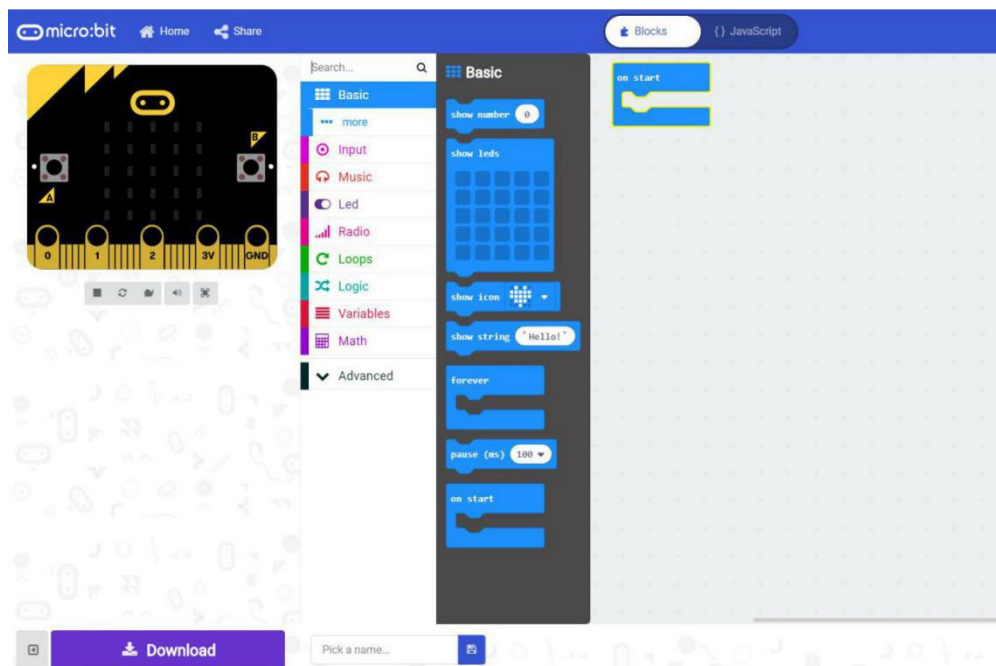 micro:bit
Home
Share
Blocks
{} JavaScript
B
A
0
1
2
3V
GND
Search...
Basic
more
Input
Music
Led
Radio
Loops
Logic
Variables
Math
Advanced
Basic
show number 0
show leds
show icon
show string "Hello!"
forever
pause (ms) 100
on start
on start
Download
Pick a name...